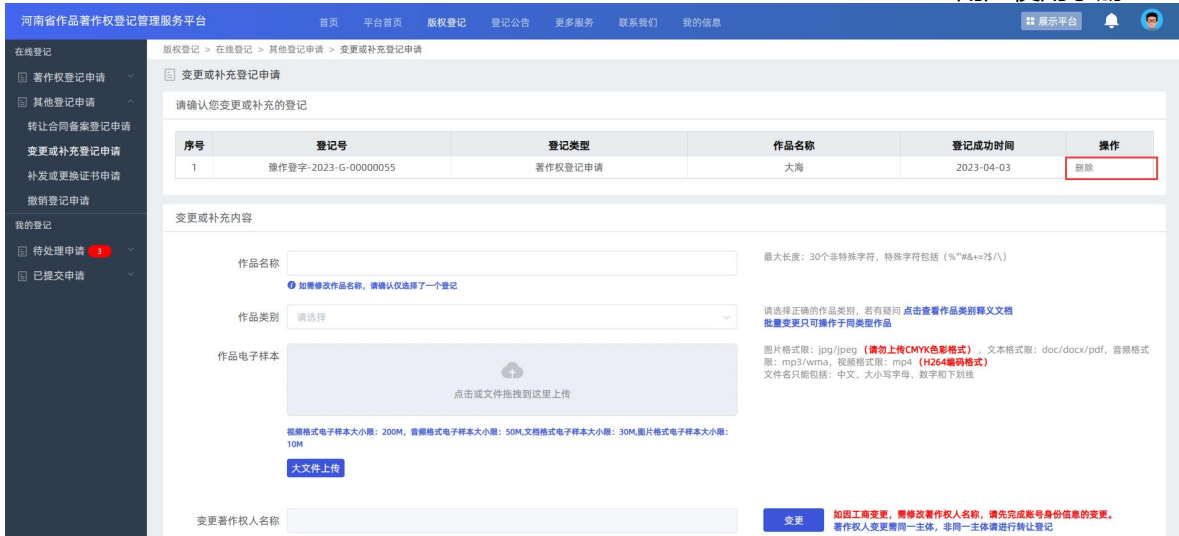 河南省作品著作权登记管理服务平台
首页 平台首页 版权登记 登记公告 更多服务 联系我们 我的信息
展示平台
在线登记
著作权登记申请
其他登记申请
转让合同备案登记申请
变更或补充登记申请
补发或更换证书申请
撤销登记申请
我的登记
待处理申请 3
已提交申请
版权登记 > 在线登记 > 其他登记申请 > 变更或补充登记申请
变更或补充登记申请
请确认您变更或补充的登记
序号 登记号 登记类型 作品名称 登记成功时间 操作
1 豫作登字-2023-G-00000055 著作权登记申请 大海 2023-04-03 删除
变更或补充内容
作品名称
最大长度：30个非特殊字符，特殊字符包括（%'"#&+=?$/\）
如需修改作品名称，请确认仅选择了一个登记
作品类别 请选择
请选择正确的作品类别，若有疑问 点击查看作品类别释义文档
批量变更只可操作于同类型作品
作品电子样本
点击或文件拖拽到这里上传
图片格式限：jpg/jpeg（请勿上传CMYK色彩格式），文本格式限：doc/docx/pdf，音频格式
限：mp3/wma，视频格式限：mp4（H264编码格式）
文件名只能包括：中文、大小写字母、数字和下划线
视频格式电子样本大小限：200M，音频格式电子样本大小限：50M,文档格式电子样本大小限：30M,图片格式电子样本大小限：
10M
大文件上传
变更著作权人名称
变更
如因工商变更，需修改著作权人名称，请先完成账号身份信息的变更。
著作权人变更需同一主体，非同一主体请进行转让登记